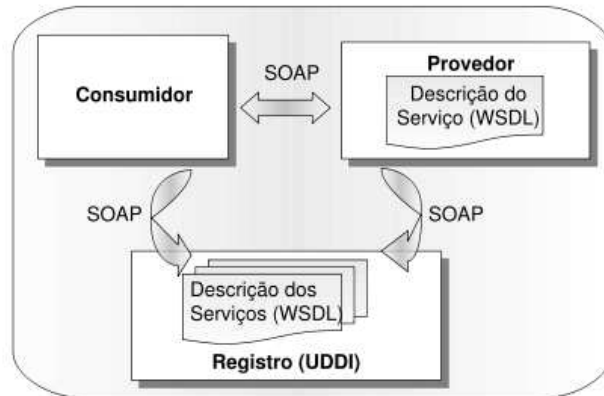 Consumidor
SOAP
Provedor
Descrição do
Serviço (WSDL)
SOAP
SOAP
Descrição dos
Serviços (WSDL)
Registro (UDDI)